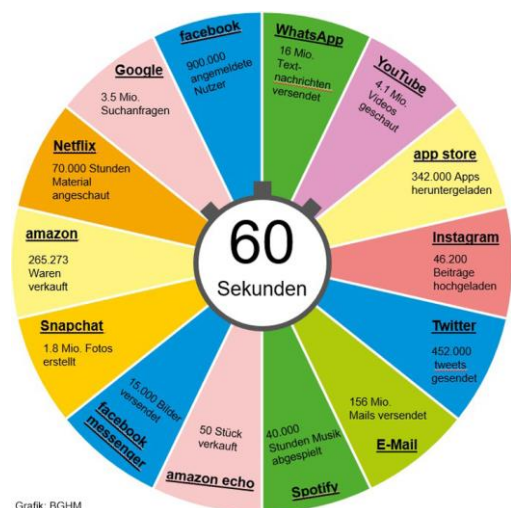 facebook
900.000
angemeldete
Nutzer
WhatsApp
16 Mio.
Text-
nachrichten
versendet
YouTube
4.1 Mio.
Videos
geschaut
app store
342.000 Apps
heruntergeladen
Instagram
46.200
Beiträge
hochgeladen
Twitter
452.000
tweets
gesendet
156 Mio.
Mails versendet
E-Mail
40.000
Stunden Musik
abgespielt
Spotify
50 Stück
verkauft
amazon echo
15.000 Bilder
versendet
facebook
messenger
Snapchat
1.8 Mio. Fotos
erstellt
amazon
265.273
Waren
verkauft
Netflix
70.000 Stunden
Material
angeschaut
Google
3.5 Mio.
Suchanfragen
60
Sekunden
Grafik: BGHM